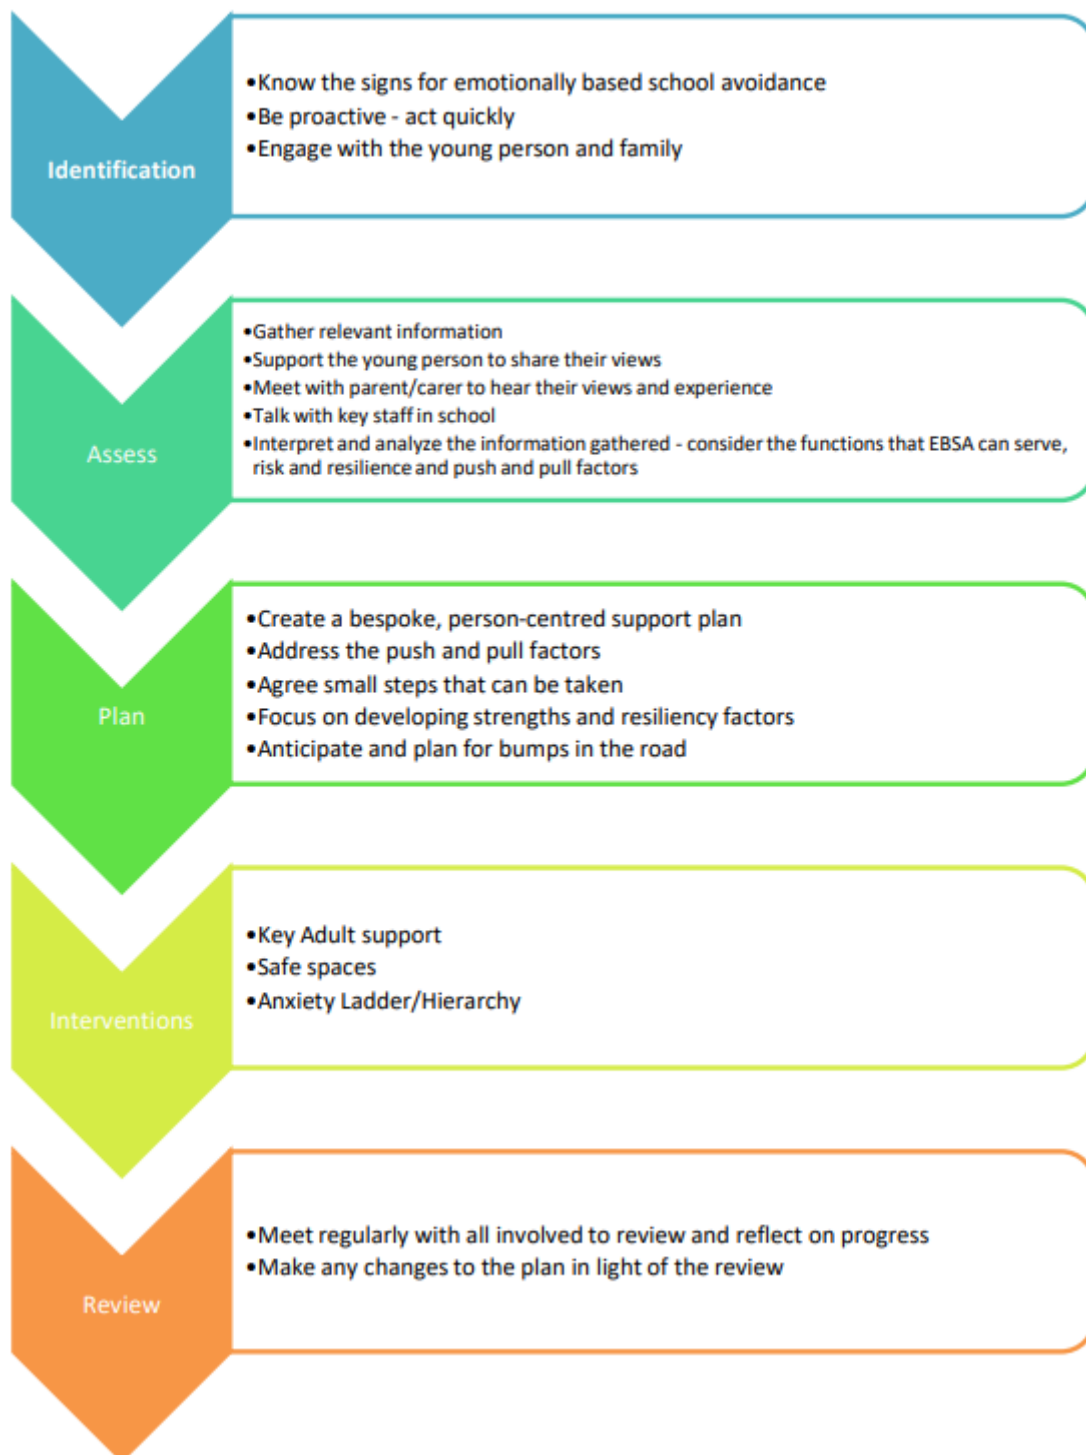 Identification
•Know the signs for emotionally based school avoidance
•Be proactive - act quickly
•Engage with the young person and family
Assess
•Gather relevant information
•Support the young person to share their views
•Meet with parent/carer to hear their views and experience
•Talk with key staff in school
•Interpret and analyze the information gathered - consider the functions that EBSA can serve,
risk and resilience and push and pull factors
Plan
•Create a bespoke, person-centred support plan
•Address the push and pull factors
•Agree small steps that can be taken
•Focus on developing strengths and resiliency factors
•Anticipate and plan for bumps in the road
Interventions
•Key Adult support
•Safe spaces
•Anxiety Ladder/Hierarchy
Review
•Meet regularly with all involved to review and reflect on progress
•Make any changes to the plan in light of the review